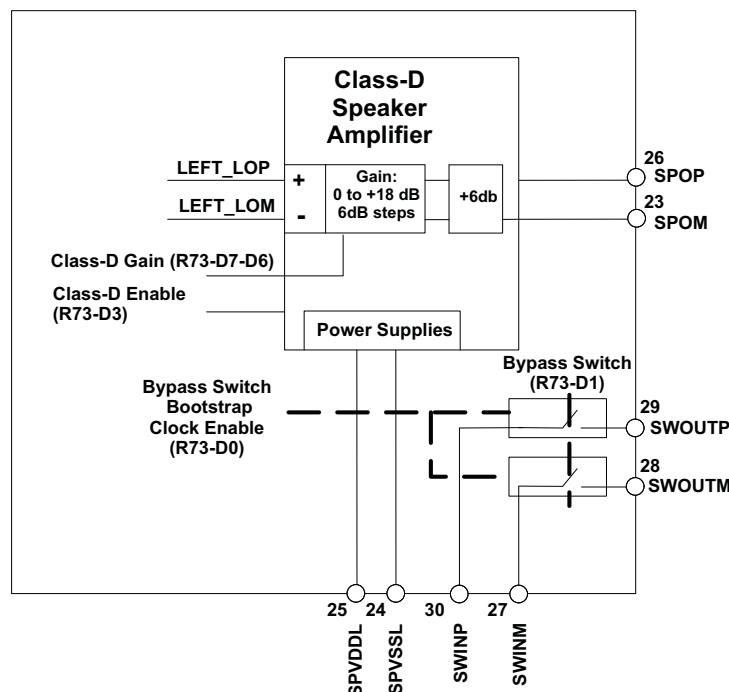 Class-D
Speaker
Amplifier
LEFT_LOP
LEFT_LOM
+
-
Gain:
0 to +18 dB
6dB steps
+6db
26
SPOP
23
SPOM
Class-D Gain (R73-D7-D6)
Class-D Enable
(R73-D3)
Power Supplies
Bypass Switch
(R73-D1)
Bypass Switch
Bootstrap
Clock Enable
(R73-D0)
29
SWOUTP
28
SWOUTM
25
24
30
27
SPVDDL
SPVSSL
SWINP
SWINM